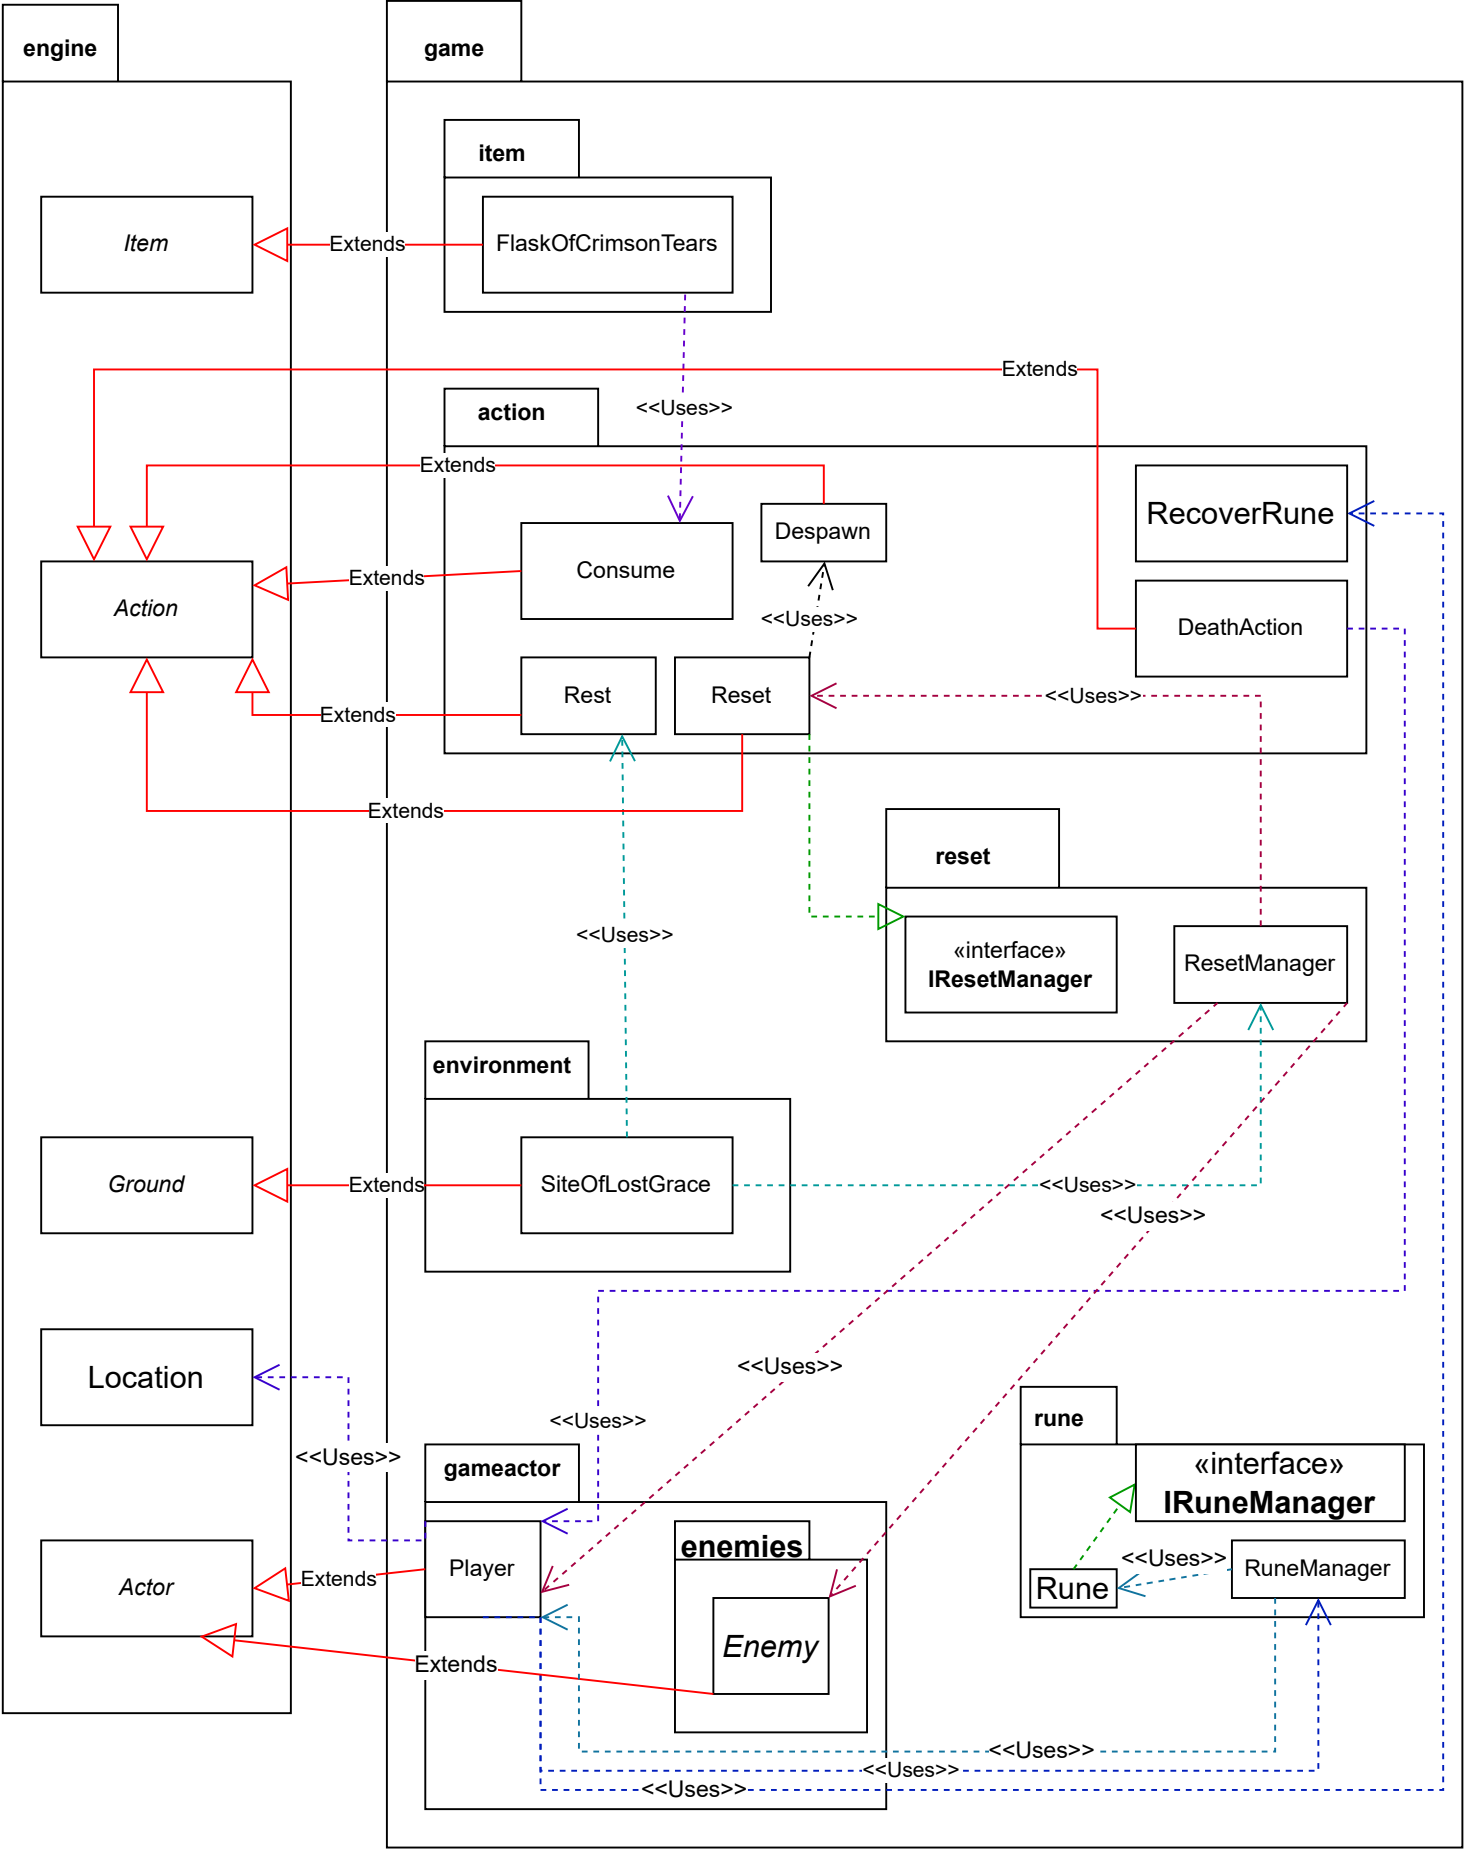 engine
game
item
Item
Extends
FlaskOfCrimsonTears
Extends
<<Uses>>
action
Extends
RecoverRune
Despawn
Consume
Extends
Action
<<Uses>>
DeathAction
Rest
Reset
<<Uses>>
Extends
Extends
reset
<<Uses>>
«interface»
IResetManager
ResetManager
environment
Ground
Extends
SiteOfLostGrace
<<Uses>>
<<Uses>>
Location
<<Uses>>
<<Uses>>
rune
<<Uses>>
gameactor
«interface»
IRuneManager
enemies
Actor
Extends
Player
<<Uses>>
RuneManager
Rune
Enemy
Extends
<<Uses>>
<<Uses>>
<<Uses>>